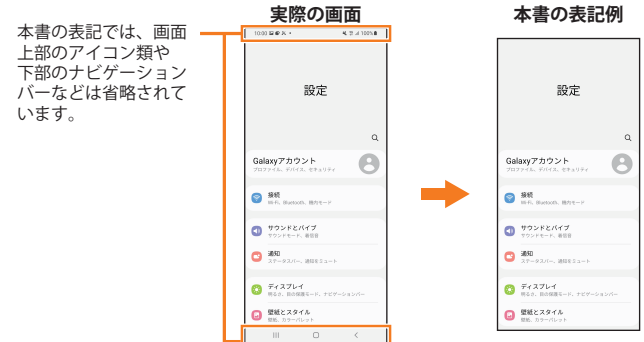 実際の画面
本書の表記例
本書の表記では、画面
上部のアイコン類や
下部のナビゲーション
バーなどは省略されて
います。
10:00
100%
設定
Galaxyアカウント
プロファイル、デバイス、セキュリティ
接続
Wi-Fi、Bluetooth、機内モード
サウンドとバイブ
サウンドモード、着信音
通知
ステータスバー、通知をミュート
ディスプレイ
明るさ、目の保護モード、ナビゲーションバー
壁紙とスタイル
壁紙、カラーパレット
設定
Galaxyアカウント
プロファイル、デバイス、セキュリティ
接続
Wi-Fi、Bluetooth、機内モード
サウンドとバイブ
サウンドモード、着信音
通知
ステータスバー、通知をミュート
ディスプレイ
明るさ、目の保護モード、ナビゲーションバー
壁紙とスタイル
壁紙、カラーパレット